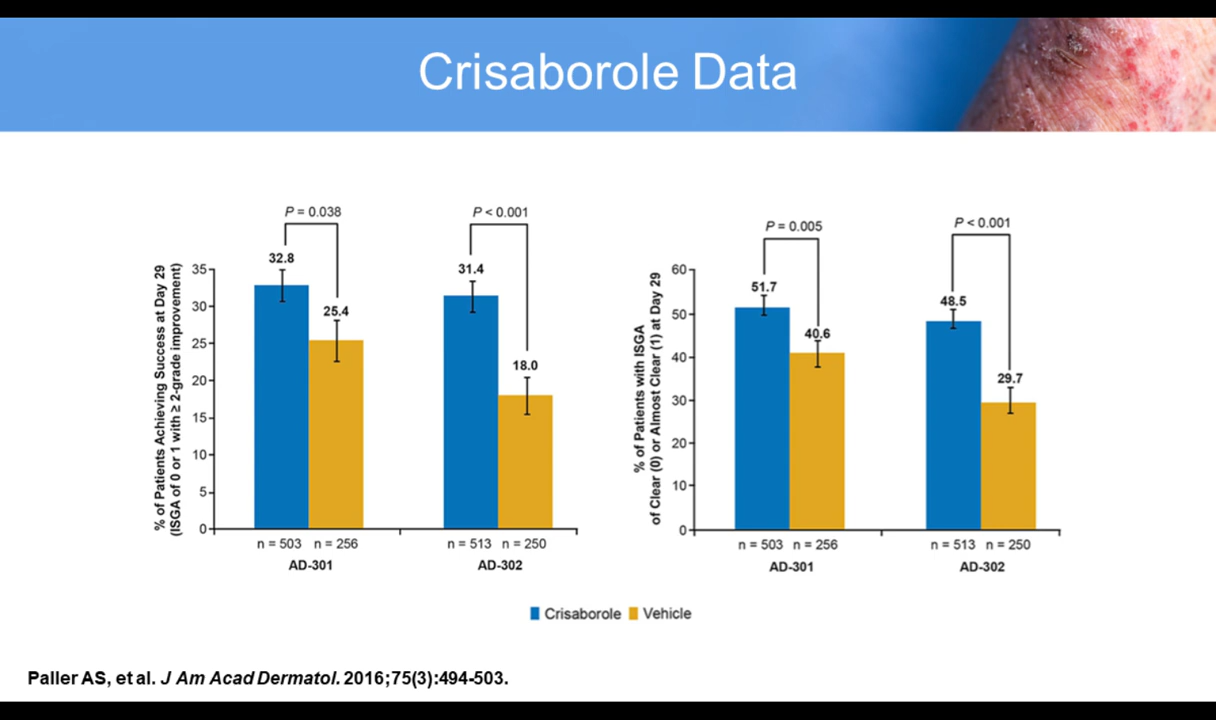 Crisaborole Data
P = 0.038
P < 0.001
32.8
25.4
31.4
18.0
% of Patients Achieving Success at Day 29
(ISGA of 0 or 1 with ≥ 2-grade improvement)
35
30
25
20
15
10
5
0
n = 503 n = 256
n = 513 n = 250
AD-301
AD-302
P = 0.005
P < 0.001
51.7
40.6
48.5
29.7
% of Patients with ISGA
of Clear (0) or Almost Clear (1) at Day 29
60
50
40
30
20
10
0
n = 503 n = 256
n = 513 n = 250
AD-301
AD-302
Crisaborole Vehicle
Paller AS, et al. J Am Acad Dermatol. 2016;75(3):494-503.